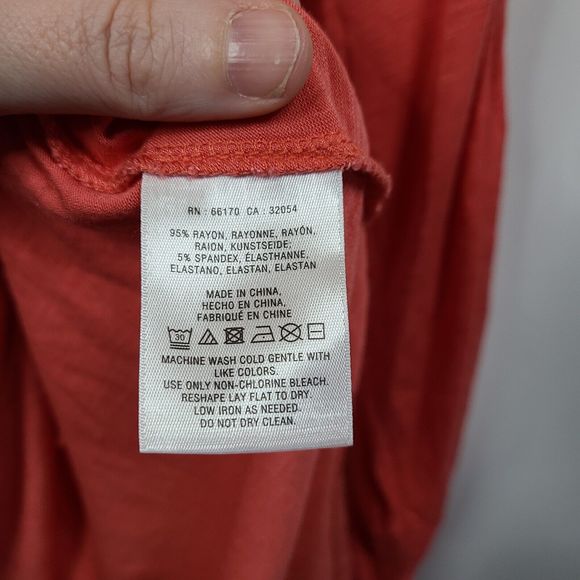 RN : 66170 CA : 32054
95% RAYON, RAYONNE, RAYÓN,
RAION, KUNSTSEIDE;
5% SPANDEX, ÉLASTHANNE,
ELASTANO, ELASTAN, ELASTAN
MADE IN CHINA,
HECHO EN CHINA,
FABRIQUÉ EN CHINE
30
MACHINE WASH COLD GENTLE WITH
LIKE COLORS.
USE ONLY NON-CHLORINE BLEACH.
RESHAPE LAY FLAT TO DRY.
LOW IRON AS NEEDED.
DO NOT DRY CLEAN.